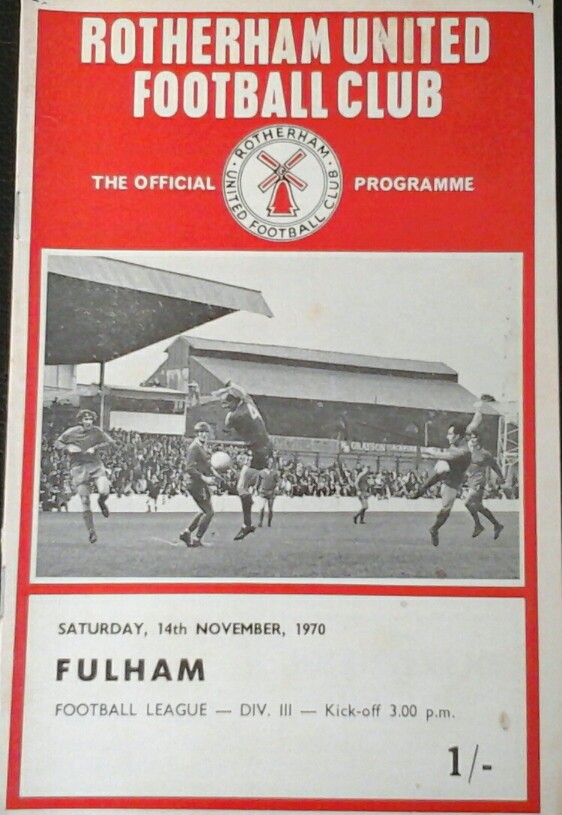 ROTHERHAM UNITED
FOOTBALL CLUB
THE OFFICIAL
ROTHERHAM
UNITED FOOTBALL CLUB
PROGRAMME
GRAYSON
SATURDAY, 14th NOVEMBER, 1970
FULHAM
FOOTBALL LEAGUE — DIV. III — Kick-off 3.00 p.m.
1/-